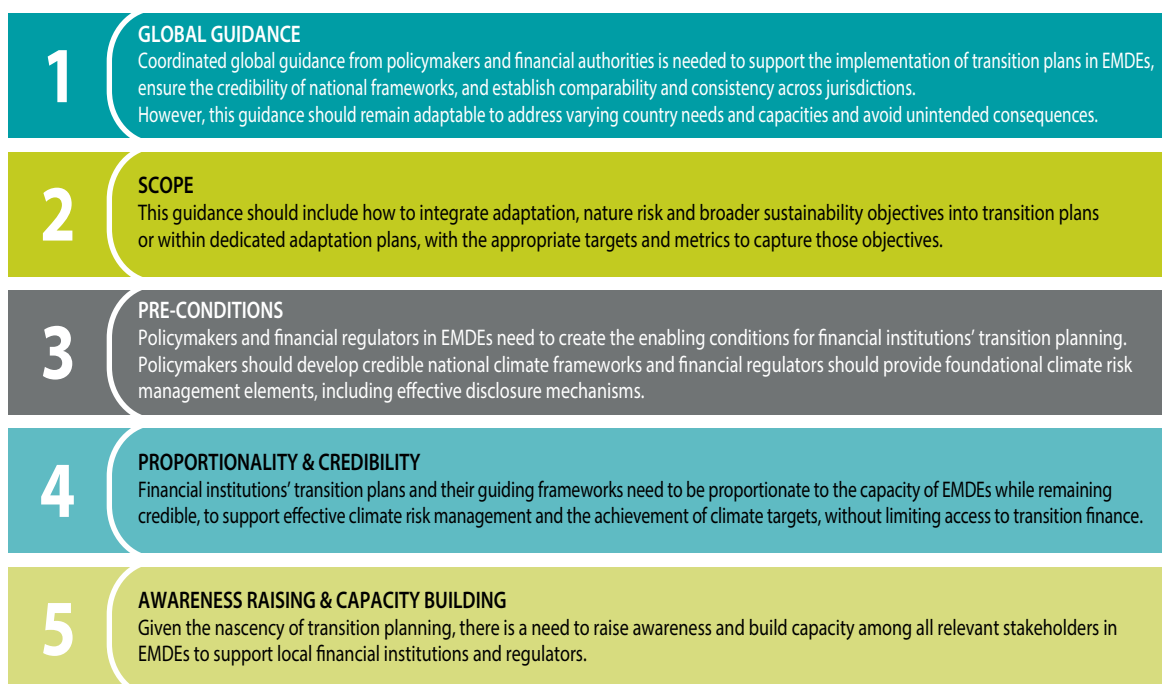 1
GLOBAL GUIDANCE
Coordinated global guidance from policymakers and financial authorities is needed to support the implementation of transition plans in EMDEs,
ensure the credibility of national frameworks, and establish comparability and consistency across jurisdictions.
However, this guidance should remain adaptable to address varying country needs and capacities and avoid unintended consequences.
2
SCOPE
This guidance should include how to integrate adaptation, nature risk and broader sustainability objectives into transition plans
or within dedicated adaptation plans, with the appropriate targets and metrics to capture those objectives.
3
PRE-CONDITIONS
Policymakers and financial regulators in EMDEs need to create the enabling conditions for financial institutions’ transition planning.
Policymakers should develop credible national climate frameworks and financial regulators should provide foundational climate risk
management elements, including effective disclosure mechanisms.
4
PROPORTIONALITY & CREDIBILITY
Financial institutions’ transition plans and their guiding frameworks need to be proportionate to the capacity of EMDEs while remaining
credible, to support effective climate risk management and the achievement of climate targets, without limiting access to transition finance.
5
AWARENESS RAISING & CAPACITY BUILDING
Given the nascency of transition planning, there is a need to raise awareness and build capacity among all relevant stakeholders in
EMDEs to support local financial institutions and regulators.